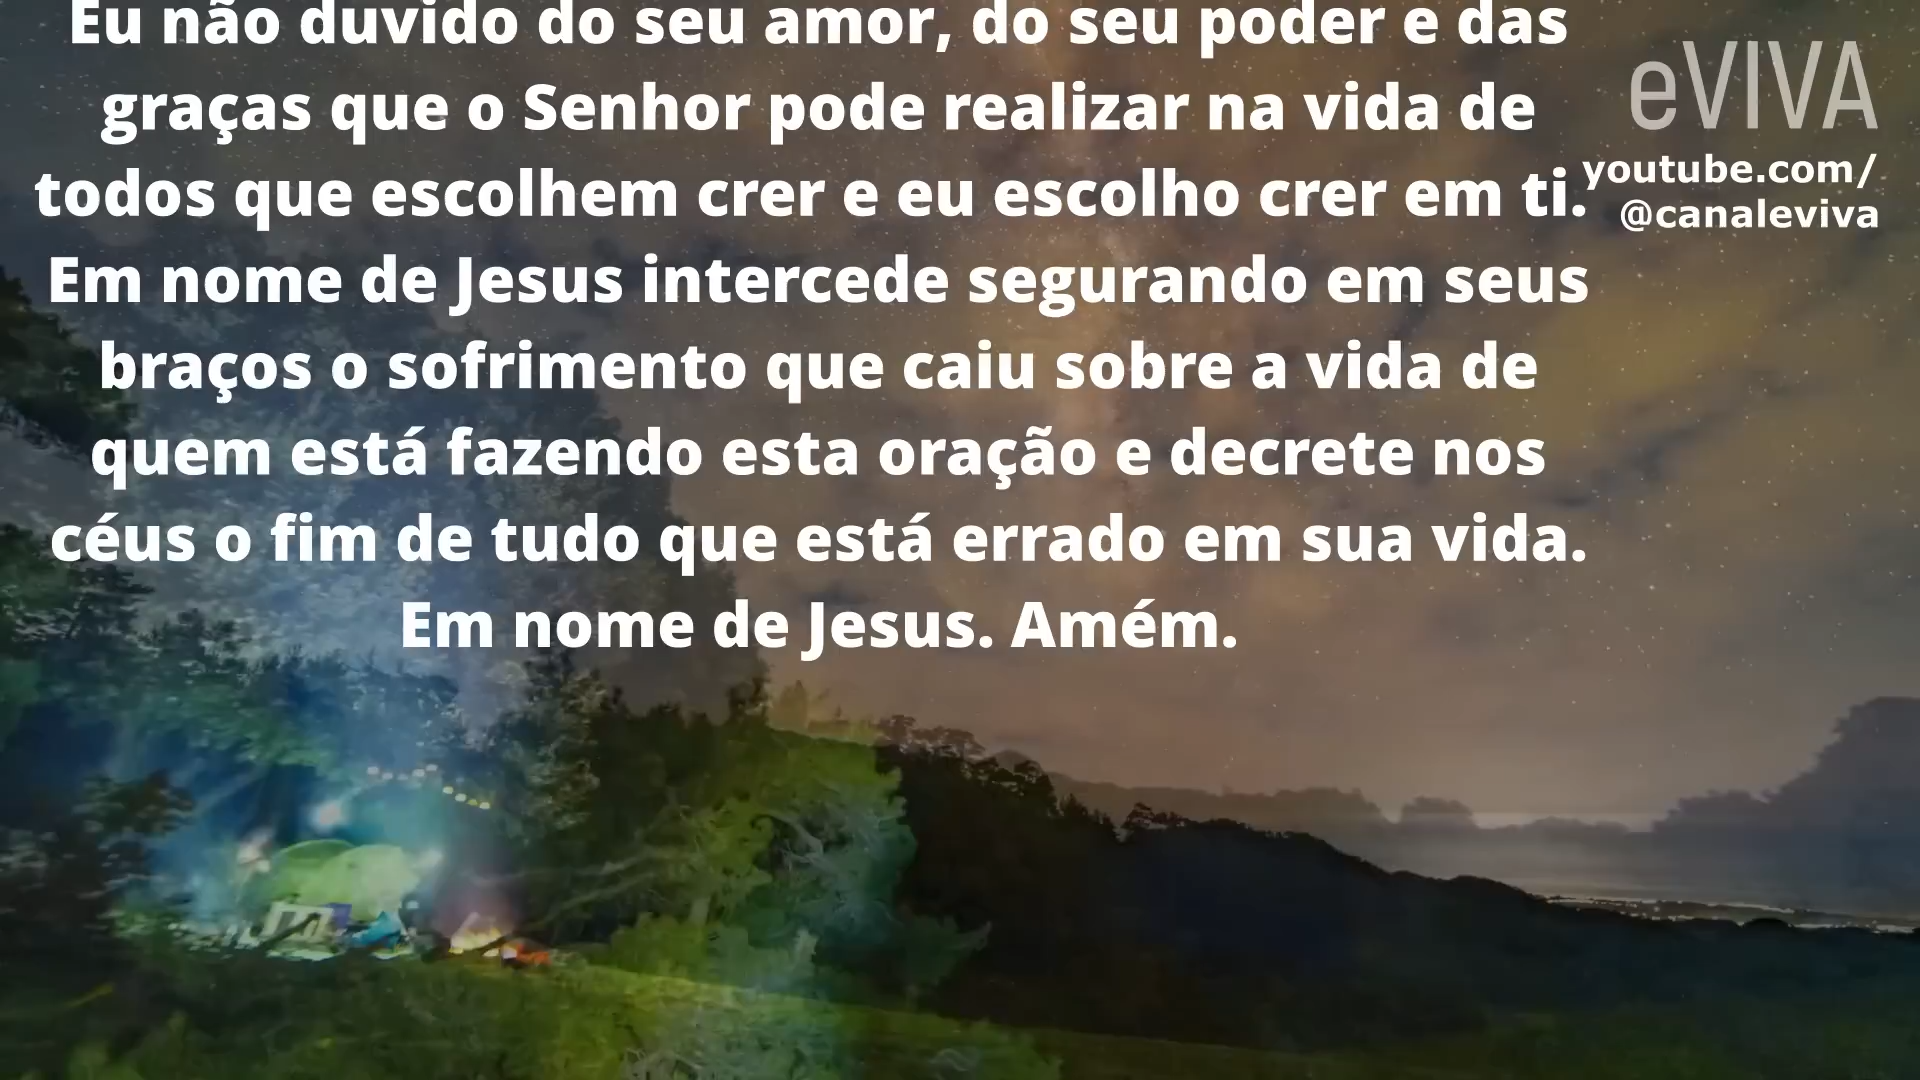 Eu não duvido do seu amor, do seu poder e das
graças que o Senhor pode realizar na vida de
todos que escolhem crer e eu escolho crer em ti.
Em nome de Jesus intercede segurando em seus
braços o sofrimento que caiu sobre a vida de
quem está fazendo esta oração e decrete nos
céus o fim de tudo que está errado em sua vida.
Em nome de Jesus. Amém.
eVIVA
youtube.com/
@canaleviva